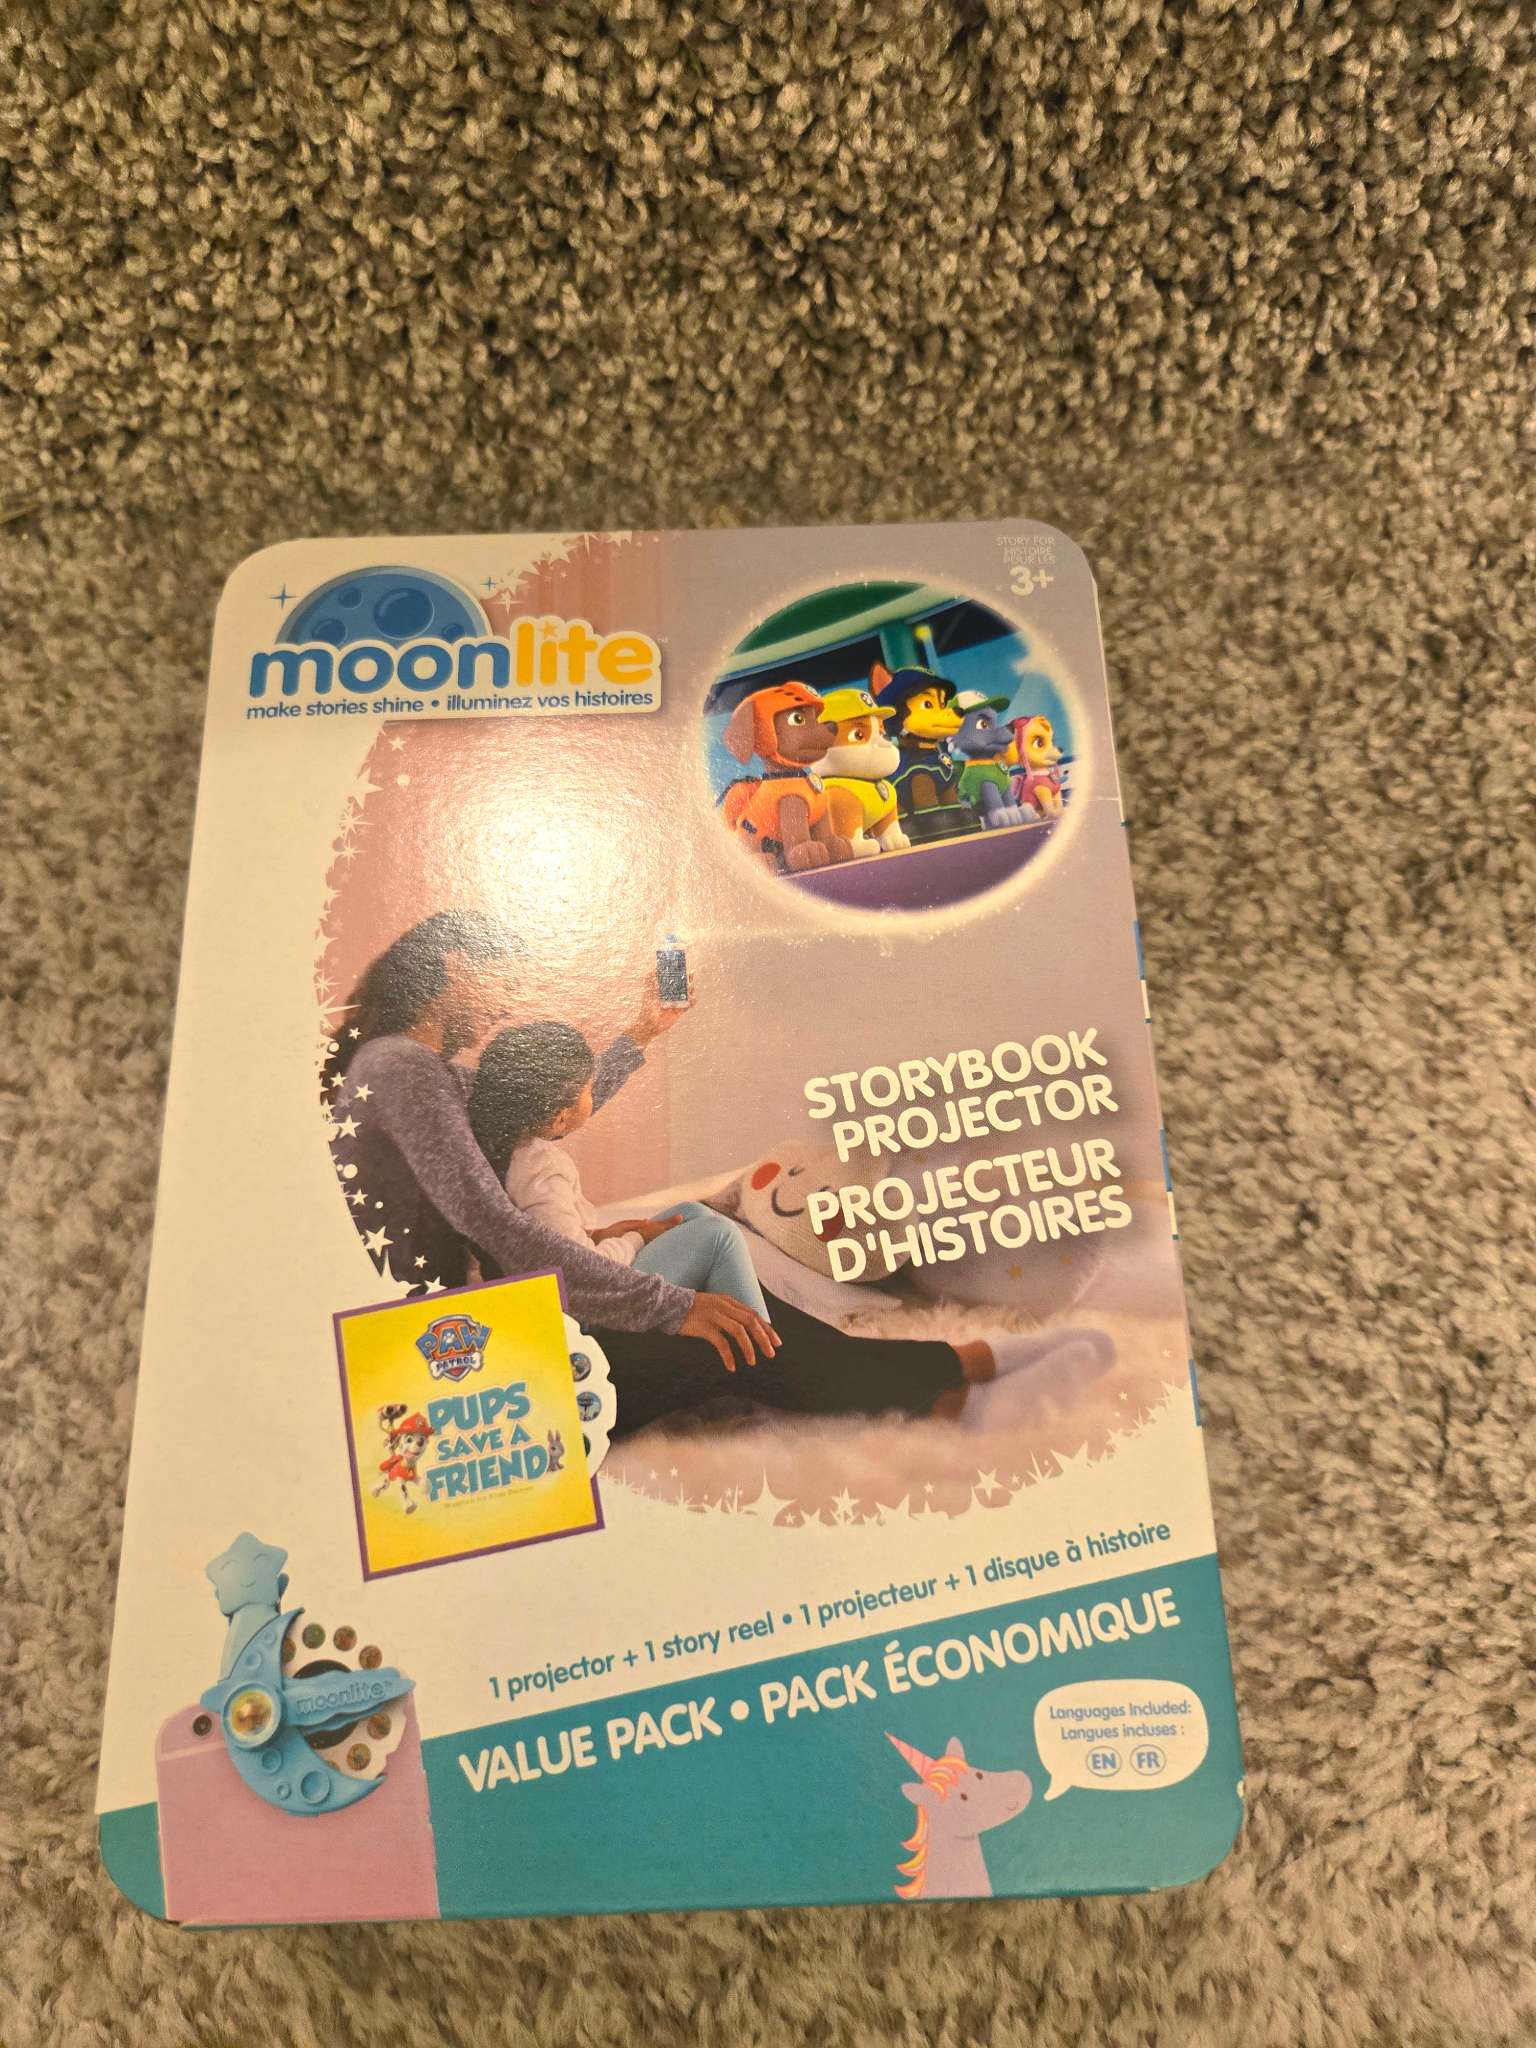 STORY FOR
HISTOIRE
POUR LES
3+
moonlite™
make stories shine • illuminez vos histoires
STORYBOOK
PROJECTOR
PROJECTEUR
D'HISTOIRES
PAW
PATROL
PUPS
SAVE A
FRIEND
moonlite
1 projector + 1 story reel • 1 projecteur + 1 disque à histoire
VALUE PACK • PACK ÉCONOMIQUE
Languages Included:
Langues incluses :
EN FR